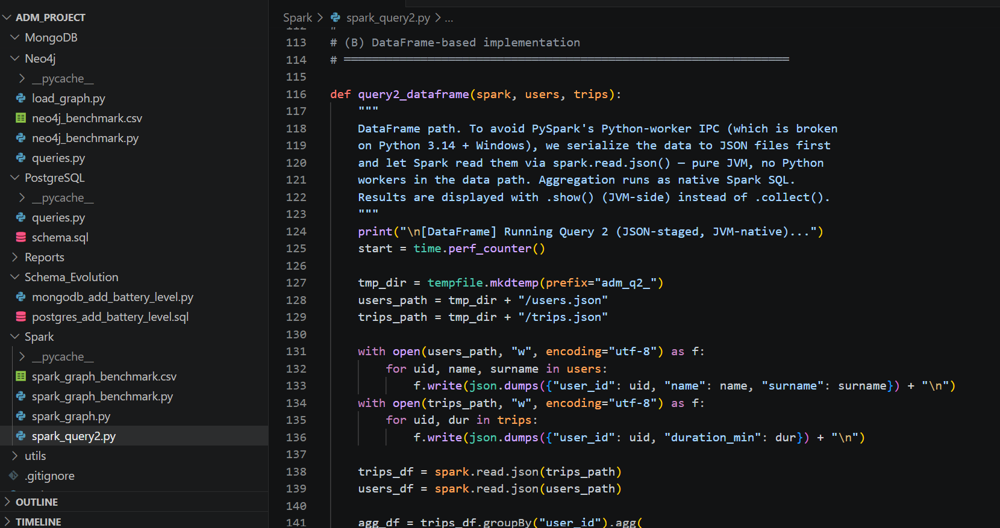 ADM_PROJECT
MongoDB
Neo4j
__pycache__
load_graph.py
neo4j_benchmark.csv
neo4j_benchmark.py
queries.py
PostgreSQL
__pycache__
queries.py
schema.sql
Reports
Schema_Evolution
mongodb_add_battery_level.py
postgres_add_battery_level.sql
Spark
__pycache__
spark_graph_benchmark.csv
spark_graph_benchmark.py
spark_graph.py
spark_query2.py
utils
.gitignore
OUTLINE
TIMELINE
Spark > spark_query2.py > ...
112 #
113 # (B) DataFrame-based implementation
114 # ════════════════════════════════════════════════════════════════
115
116 def query2_dataframe(spark, users, trips):
117 """
118 DataFrame path. To avoid PySpark's Python-worker IPC (which is broken
119 on Python 3.14 + Windows), we serialize the data to JSON files first
120 and let Spark read them via spark.read.json() — pure JVM, no Python
121 workers in the data path. Aggregation runs as native Spark SQL.
122 Results are displayed with .show() (JVM-side) instead of .collect().
123 """
124 print("\n[DataFrame] Running Query 2 (JSON-staged, JVM-native)...")
125 start = time.perf_counter()
126
127 tmp_dir = tempfile.mkdtemp(prefix="adm_q2_")
128 users_path = tmp_dir + "/users.json"
129 trips_path = tmp_dir + "/trips.json"
130
131 with open(users_path, "w", encoding="utf-8") as f:
132 for uid, name, surname in users:
133 f.write(json.dumps({"user_id": uid, "name": name, "surname": surname}) + "\n")
134 with open(trips_path, "w", encoding="utf-8") as f:
135 for uid, dur in trips:
136 f.write(json.dumps({"user_id": uid, "duration_min": dur}) + "\n")
137
138 trips_df = spark.read.json(trips_path)
139 users_df = spark.read.json(users_path)
140
141 agg_df = trips_df.groupBy("user_id").agg(